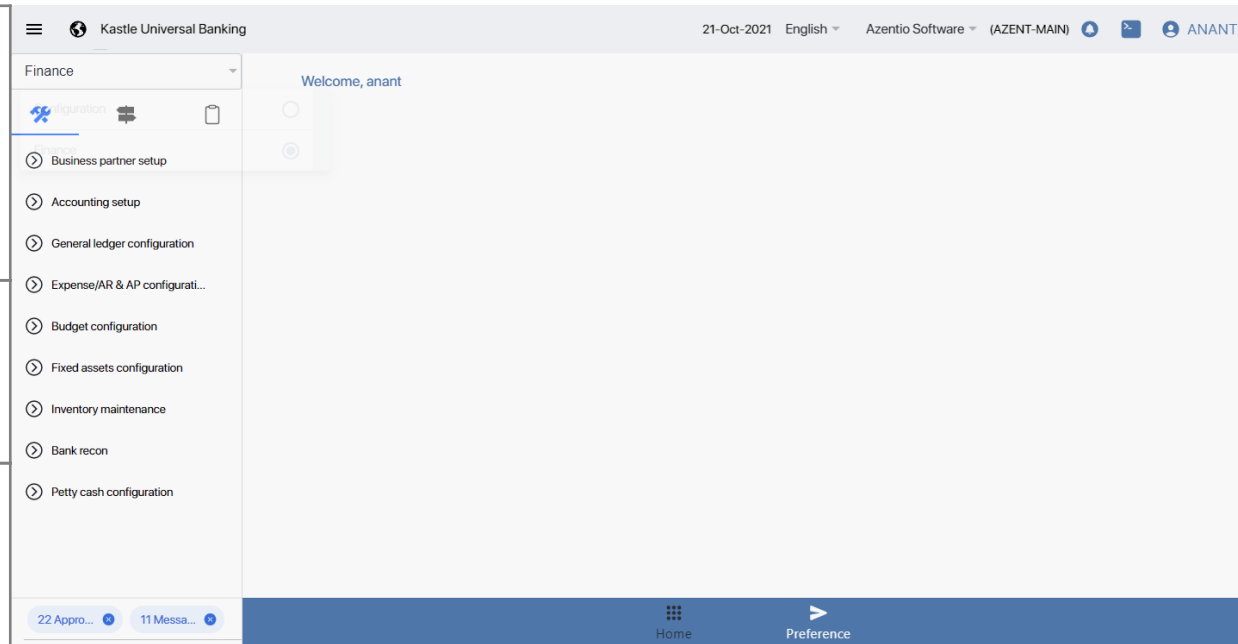 Kastle Universal Banking 21-Oct-2021 English Azentio Software (AZENT-MAIN) ANANT
Finance
Welcome, anant
figuration
Finance
Business partner setup
Accounting setup
General ledger configuration
Expense/AR & AP configurati...
Budget configuration
Fixed assets configuration
Inventory maintenance
Bank recon
Petty cash configuration
22 Appro... 11 Messa...
Home Preference